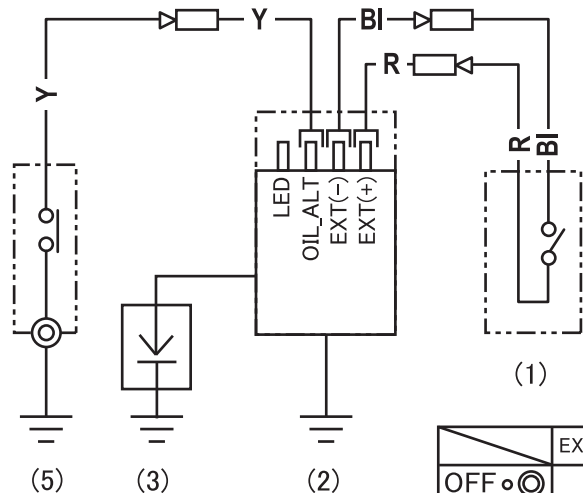 Y
Bl
R
Y
R
Bl
LED
OIL_ALT
EXT(-)
EXT(+)
(1)
(5)
(3)
(2)
EX
OFF